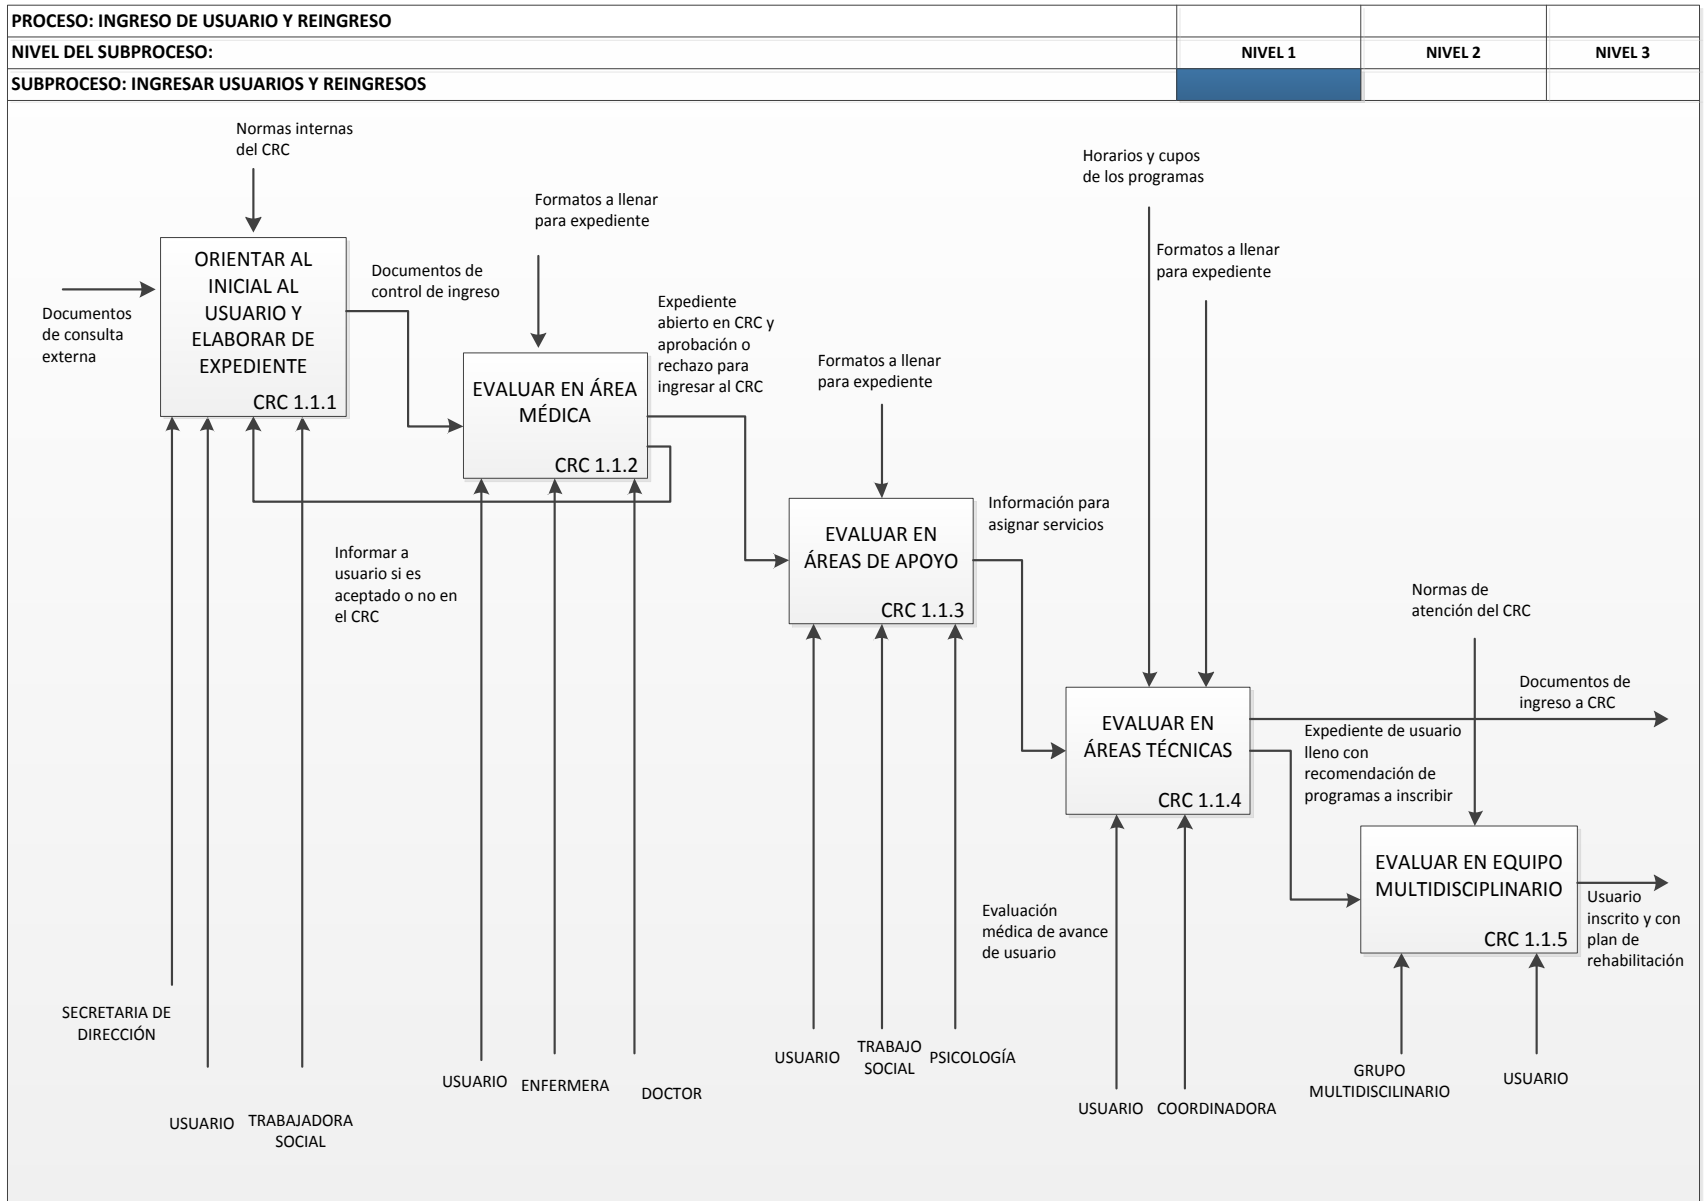 PROCESO: INGRESO DE USUARIO Y REINGRESO
NIVEL DEL SUBPROCESO:
NIVEL 1
NIVEL 2
NIVEL 3
SUBPROCESO: INGRESAR USUARIOS Y REINGRESOS
Normas internas
del CRC
Documentos
de consulta
externa
ORIENTAR AL
INICIAL AL
USUARIO Y
ELABORAR DE
EXPEDIENTE
CRC 1.1.1
Documentos de
control de ingreso
Formatos a llenar
para expediente
EVALUAR EN ÁREA
MÉDICA
CRC 1.1.2
Expediente
abierto en CRC y
aprobación o
rechazo para
ingresar al CRC
Informar a
usuario si es
aceptado o no en
el CRC
Formatos a llenar
para expediente
EVALUAR EN
ÁREAS DE APOYO
CRC 1.1.3
Información para
asignar servicios
Horarios y cupos
de los programas
Formatos a llenar
para expediente
EVALUAR EN
ÁREAS TÉCNICAS
CRC 1.1.4
Normas de
atención del CRC
Documentos de
ingreso a CRC
Expediente de usuario
lleno con
recomendación de
programas a inscribir
EVALUAR EN EQUIPO
MULTIDISCIPLINARIO
CRC 1.1.5
Usuario
inscrito y con
plan de
rehabilitación
Evaluación
médica de avance
de usuario
SECRETARIA DE
DIRECCIÓN
USUARIO
TRABAJADORA
SOCIAL
USUARIO
ENFERMERA
DOCTOR
USUARIO
TRABAJO
SOCIAL
PSICOLOGÍA
USUARIO
COORDINADORA
GRUPO
MULTIDISCILINARIO
USUARIO